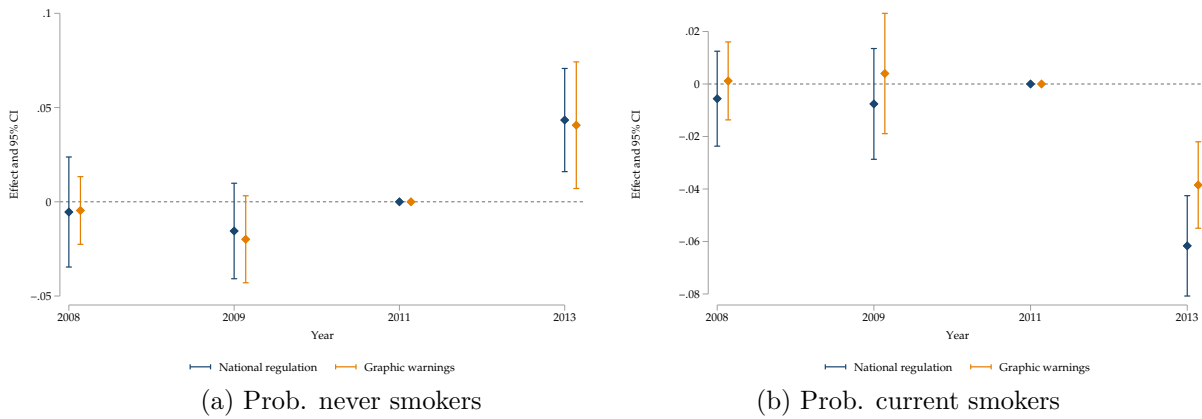 .1
.05
0
-.05
Effect and 95% CI
2008 2009 2011 2013
Year
National regulation Graphic warnings
(a) Prob. never smokers
.02
0
-.02
-.04
-.06
-.08
Effect and 95% CI
2008 2009 2011 2013
Year
National regulation Graphic warnings
(b) Prob. current smokers